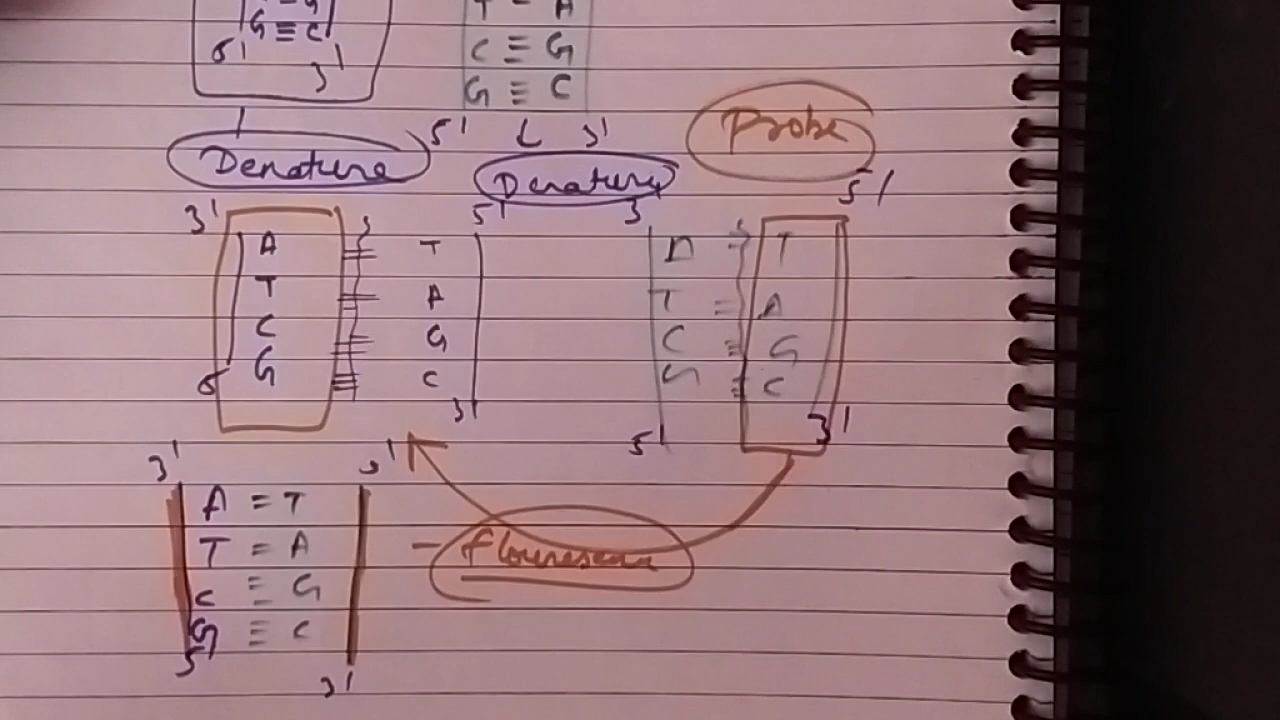 G ≡ C
5' 3'
T = A
C ≡ G
G ≡ C
5' 3'
Probe
Denature
Denature
3' 5' 3 5'
A T
T A
C G
G C
5 3'
A T
T = A
C ≡ G
G ≡ C
5' 3'
3' 5'
A = T
T = A
C ≡ G
G ≡ C
5' 3'